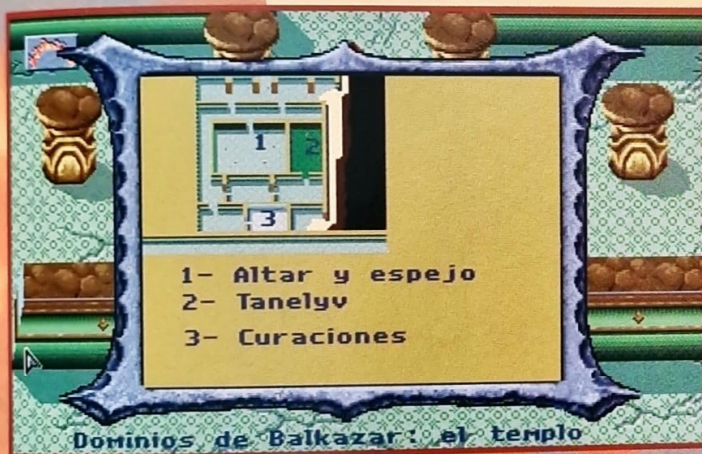 1
2
3
1- Altar y espejo
2- Tanelyv
3- Curaciones
Dominios de Balkazar: el templo